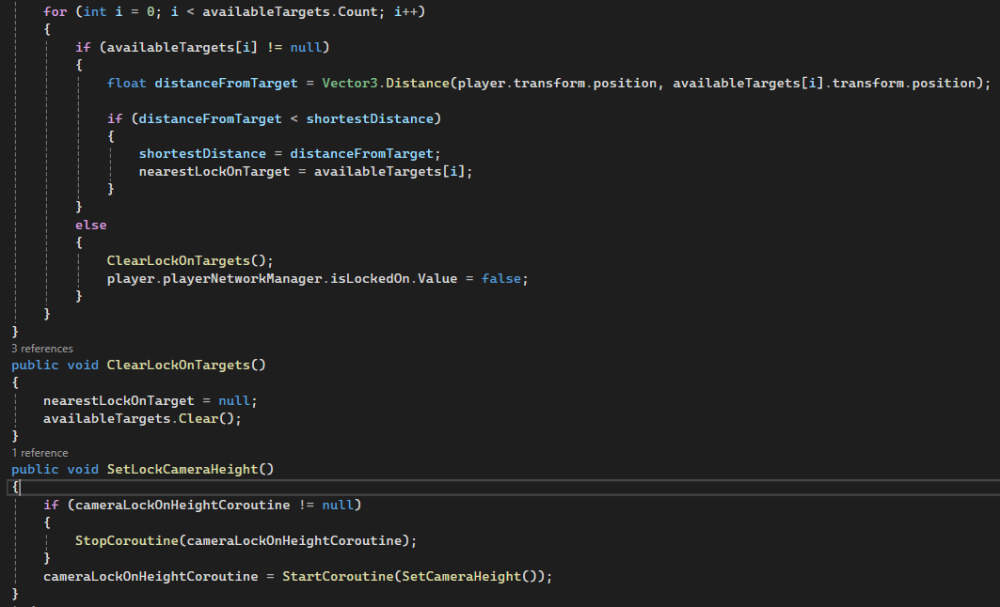 for (int i = 0; i < availableTargets.Count; i++)
{
if (availableTargets[i] != null)
{
float distanceFromTarget = Vector3.Distance(player.transform.position, availableTargets[i].transform.position);
if (distanceFromTarget < shortestDistance)
{
shortestDistance = distanceFromTarget;
nearestLockOnTarget = availableTargets[i];
}
}
else
{
ClearLockOnTargets();
player.playerNetworkManager.isLockedOn.Value = false;
}
}
}
3 references
public void ClearLockOnTargets()
{
nearestLockOnTarget = null;
availableTargets.Clear();
}
1 reference
public void SetLockCameraHeight()
{
if (cameraLockOnHeightCoroutine != null)
{
StopCoroutine(cameraLockOnHeightCoroutine);
}
cameraLockOnHeightCoroutine = StartCoroutine(SetCameraHeight());
}